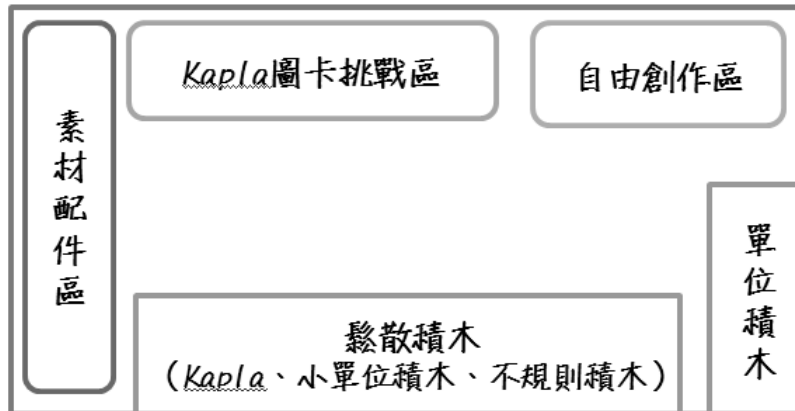 Kapla圖卡挑戰區
自由創作區
素材配件區
單位積木
鬆散積木
（Kapla、小單位積木、不規則積木）